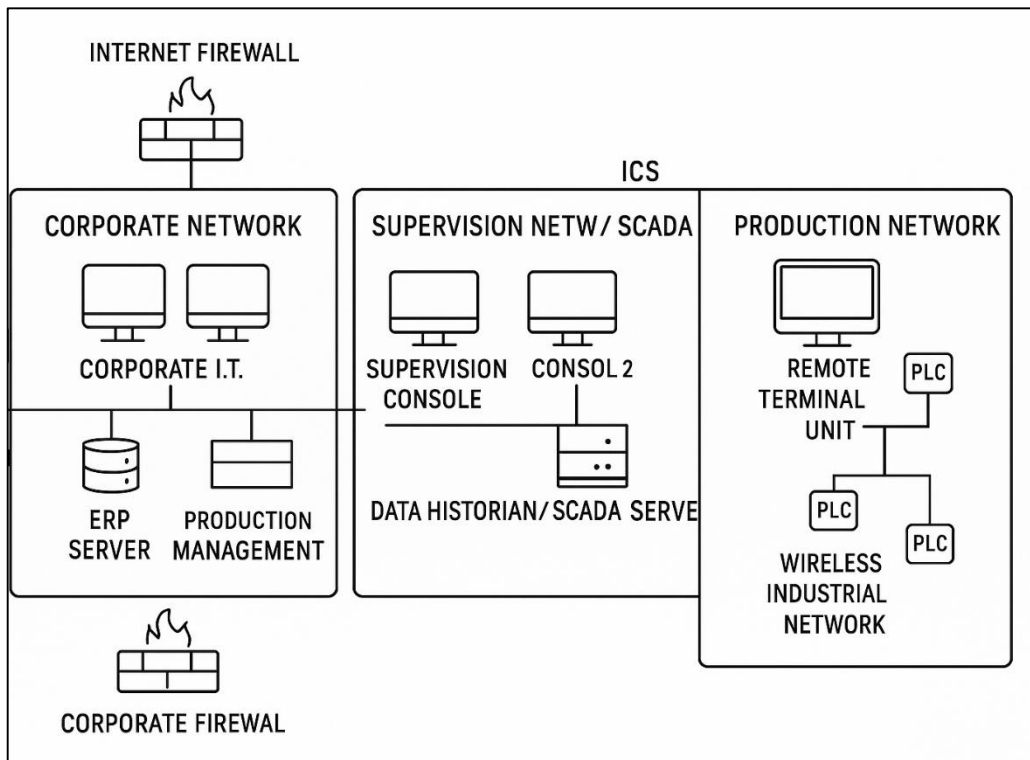 INTERNET FIREWALL
ICS
CORPORATE NETWORK
CORPORATE I.T.
ERP
SERVER
PRODUCTION
MANAGEMENT
SUPERVISION NETW/ SCADA
SUPERVISION
CONSOLE
CONSOL 2
DATA HISTORIAN/ SCADA SERVE
PRODUCTION NETWORK
REMOTE
TERMINAL
UNIT
PLC
PLC
PLC
WIRELESS
INDUSTRIAL
NETWORK
CORPORATE FIREWAL